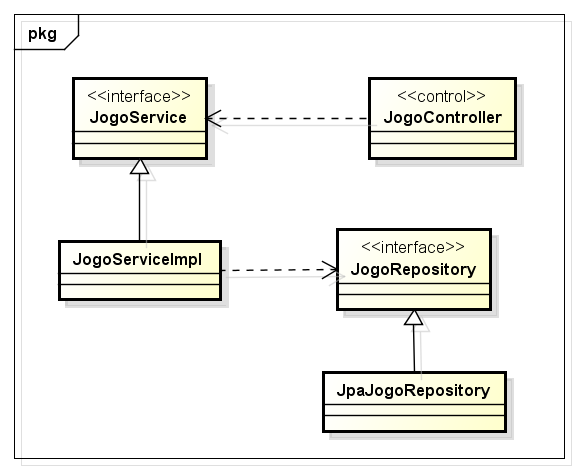 pkg
<<interface>>
JogoService
<<control>>
JogoController
JogoServiceImpl
<<interface>>
JogoRepository
JpaJogoRepository